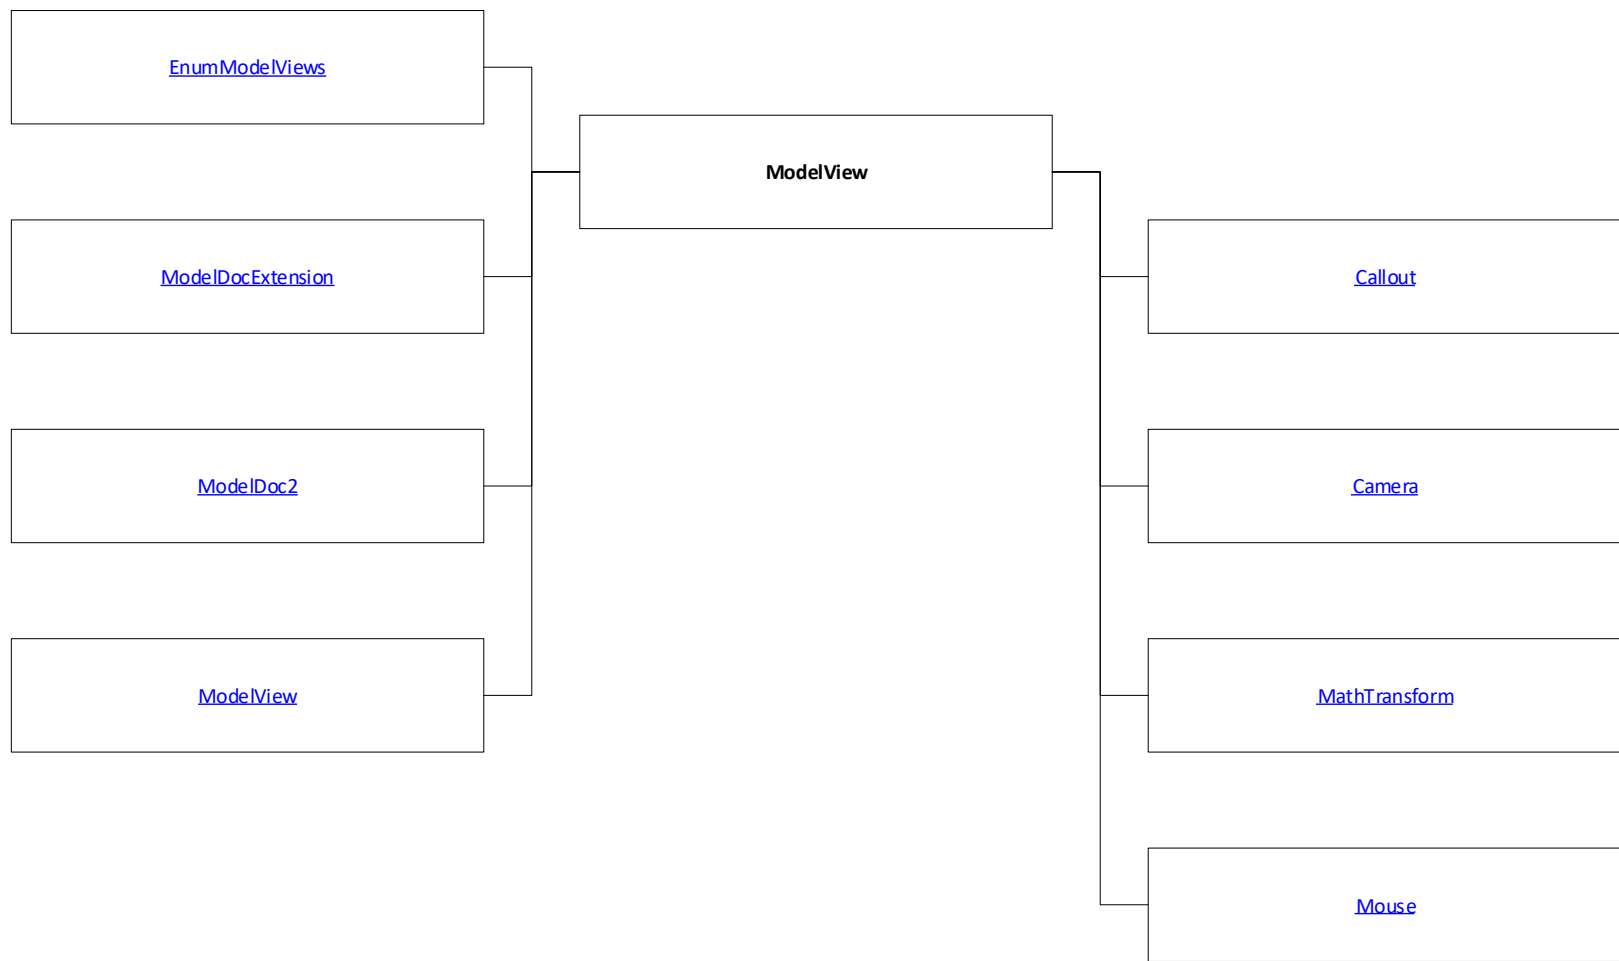 EnumModelViews
ModelView
ModelDocExtension
Callout
ModelDoc2
Camera
ModelView
MathTransform
Mouse